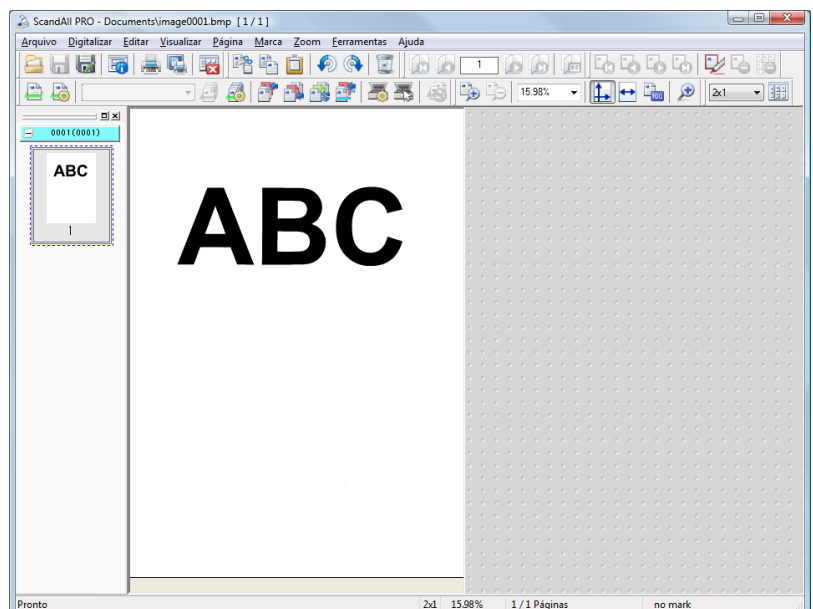 ScandAll PRO - Documents\image0001.bmp [ 1 / 1 ]
Arquivo Digitalizar Editar Visualizar Página Marca Zoom Ferramentas Ajuda
1
15.98% 100 2x1
0001(0001)
ABC
1
ABC
Pronto 2x1 15.98% 1 / 1 Páginas no mark